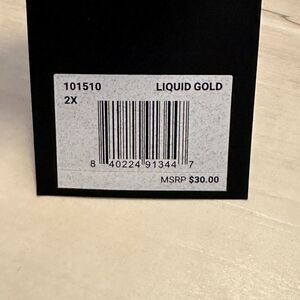 101510 LIQUID GOLD
2X
8 40224 91344 7
MSRP $30.00